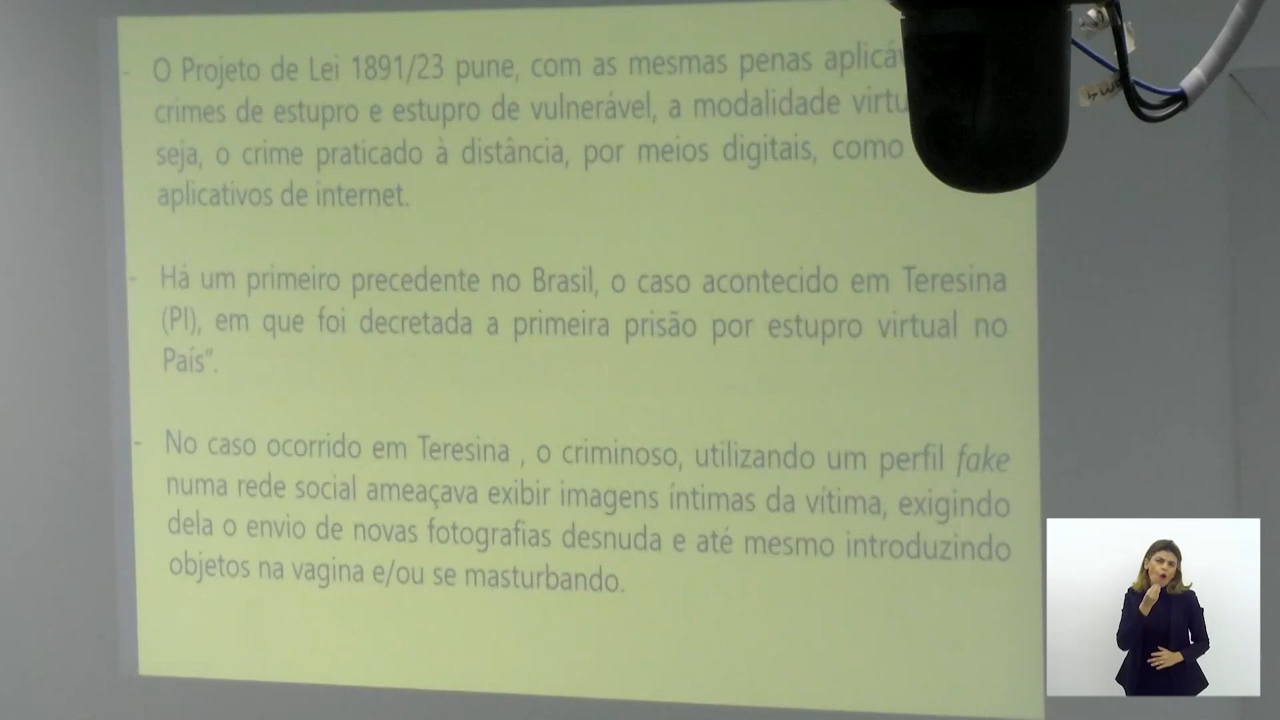 - O Projeto de Lei 1891/23 pune, com as mesmas penas
crimes de estupro e estupro de vulnerável, a modalidade
seja, o crime praticado à distância, por meios digitais, como
aplicativos de internet.
- Há um primeiro precedente no Brasil, o caso acontecido em Teresina
(PI), em que foi decretada a primeira prisão por estupro virtual no
País”.
- No caso ocorrido em Teresina , o criminoso, utilizando um perfil fake
numa rede social ameaçava exibir imagens íntimas da vítima, exigindo
dela o envio de novas fotografias desnuda e até mesmo introduzindo
objetos na vagina e/ou se masturbando.